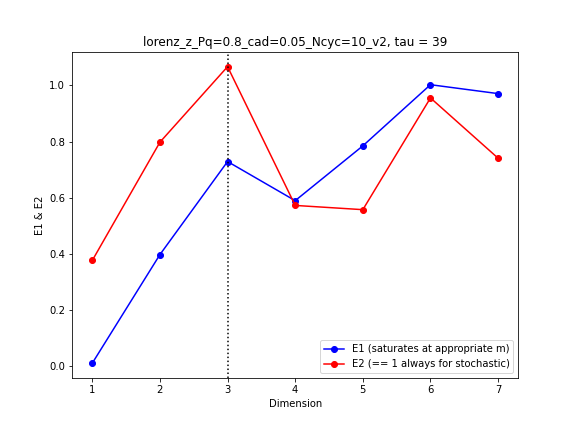 lorenz_z_Pq=0.8_cad=0.05_Ncyc=10_v2, tau = 39
E1 & E2
1.0
0.8
0.6
0.4
0.2
0.0
E1 (saturates at appropriate m)
E2 (== 1 always for stochastic)
1 2 3 4 5 6 7
Dimension